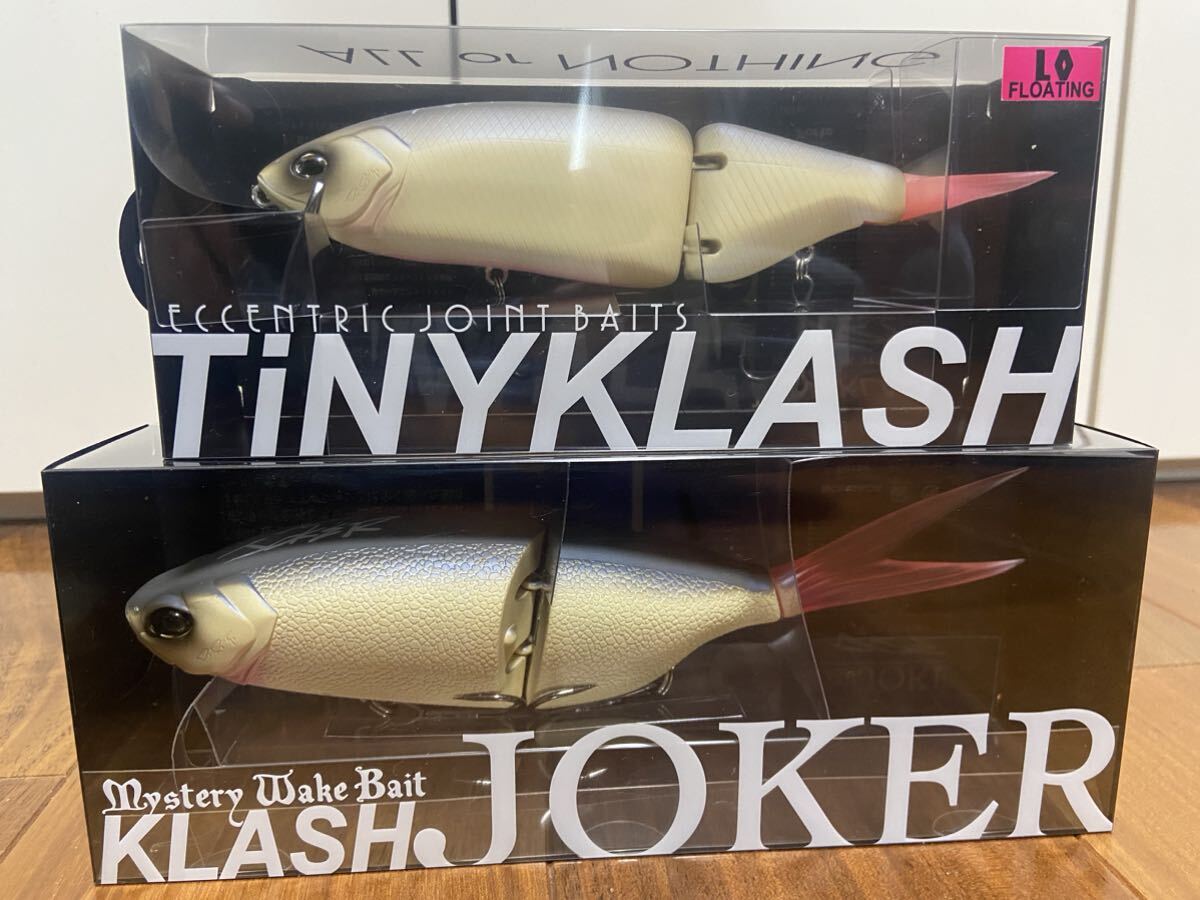 ALL or NOTHING
LO
FLOATING
ECCENTRIC JOINT BAITS
TiNYKLASH
Mystery Wake Bait
KLASH JOKER